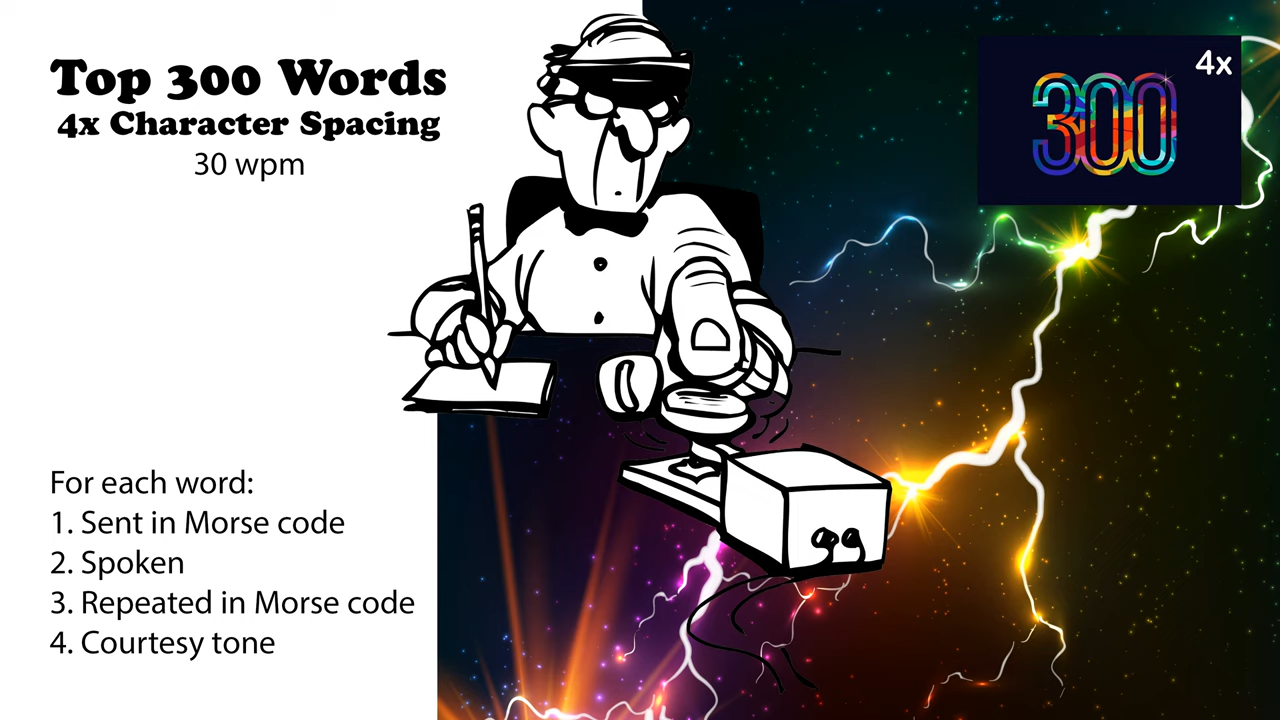 Top 300 Words
4x Character Spacing
30 wpm
4x
300
For each word:
1. Sent in Morse code
2. Spoken
3. Repeated in Morse code
4. Courtesy tone